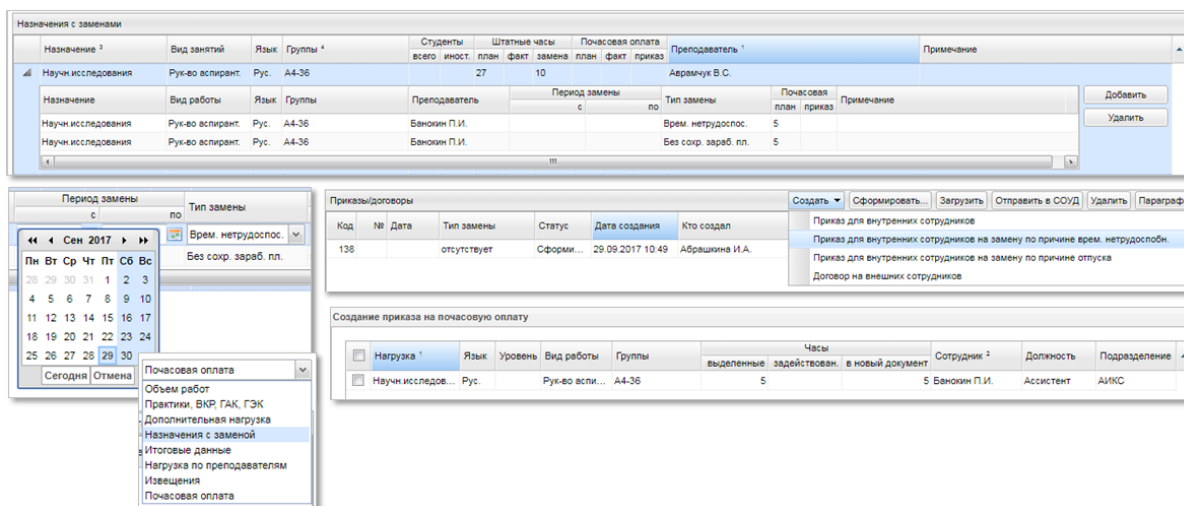 Назначения с заменами
Назначение 3 Вид занятий Язык Группы 4 Студенты Штатные часы Почасовая оплата Преподаватель 1 Примечание
всего иност. план факт замена план факт приказ
Научн.исследования Рук-во аспирант. Рус. А4-36 27 10 Аврамчук В.С.
Назначение Вид работы Язык Группы Преподаватель Период замены Тип замены Почасовая Примечание
с по план приказ
Научн.исследования Рук-во аспирант. Рус. А4-36 Банокин П.И. Врем. нетрудоспос. 5
Научн.исследования Рук-во аспирант. Рус. А4-36 Банокин П.И. Без сохр. зараб. пл. 5
Добавить
Удалить
Период замены Тип замены
с по
Врем. нетрудоспос.
Без сохр. зараб. пл.
Сен 2017
Пн Вт Ср Чт Пт Сб Вс
28 29 30 31 1 2 3
4 5 6 7 8 9 10
11 12 13 14 15 16 17
18 19 20 21 22 23 24
25 26 27 28 29 30
Сегодня Отмена
Почасовая оплата
Объем работ
Практики, ВКР, ГАК, ГЭК
Дополнительная нагрузка
Назначения с заменой
Итоговые данные
Нагрузка по преподавателям
Извещения
Почасовая оплата
Приказы/договоры
Создать Сформировать... Загрузить Отправить в СОУД Удалить Параграф
Код № Дата Тип замены Статус Дата создания Кто создал
138 отсутствует Сформи... 29.09.2017 10:49 Абрашкина И.А.
Приказ для внутренних сотрудников
Приказ для внутренних сотрудников на замену по причине врем. нетрудоспобн.
Приказ для внутренних сотрудников на замену по причине отпуска
Договор на внешних сотрудников
Создание приказа на почасовую оплату
Нагрузка 1 Язык Уровень Вид работы Группы Часы Сотрудник 2 Должность Подразделение
выделенные задействован. в новый документ
Научн.исследов... Рус. Рук-во аспи... А4-36 5 5 Банокин П.И. Ассистент АИКС